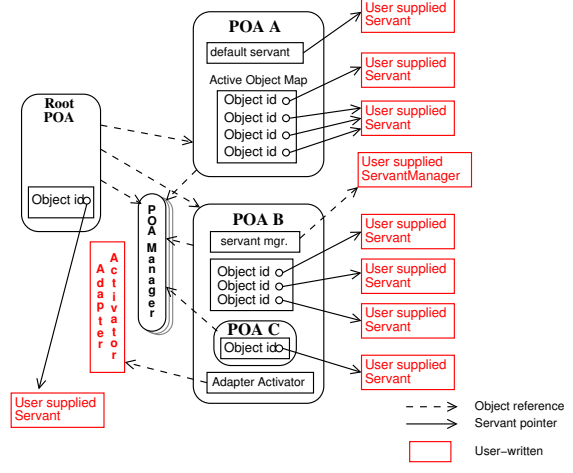 POA A
default servant
Active Object Map
Object id
Object id
Object id
Object id
User supplied
Servant
User supplied
Servant
User supplied
Servant
Root
POA
Object id
User supplied
ServantManager
POA Manager
Adapter
Activator
POA B
servant mgr.
Object id
Object id
Object id
User supplied
Servant
User supplied
Servant
User supplied
Servant
POA C
Object id
Adapter Activator
User supplied
Servant
User supplied
Servant
Object reference
Servant pointer
User-written